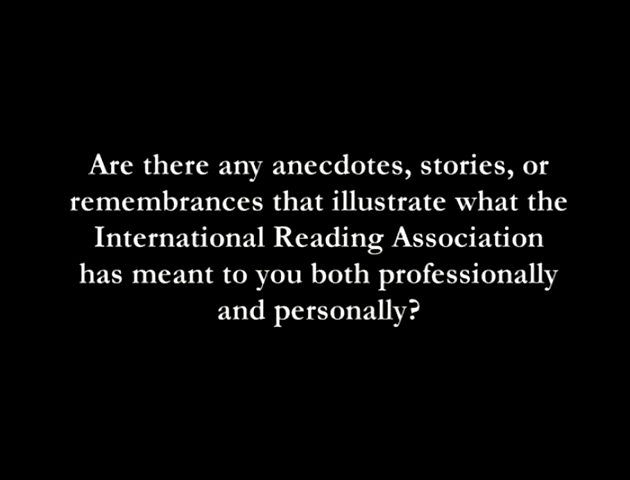 Are there any anecdotes, stories, or
remembrances that illustrate what the
International Reading Association
has meant to you both professionally
and personally?